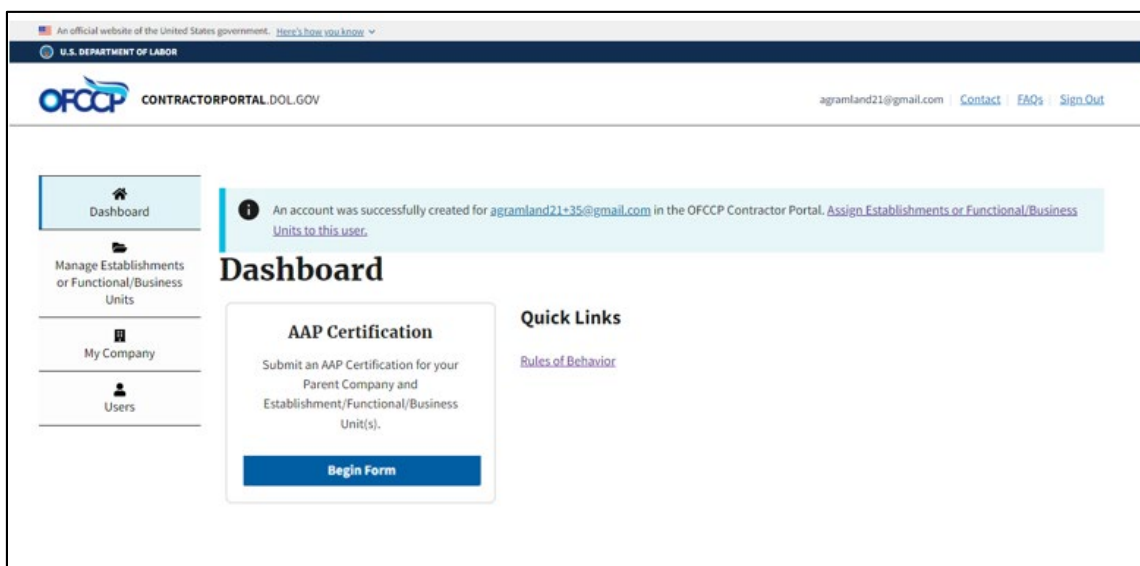 An official website of the United States government. Here's how you know
U.S. DEPARTMENT OF LABOR
OFCCP CONTRACTORPORTAL.DOL.GOV
agramland21@gmail.com | Contact | FAQs | Sign Out
Dashboard
Manage Establishments
or Functional/Business
Units
My Company
Users
An account was successfully created for agramland21+35@gmail.com in the OFCCP Contractor Portal. Assign Establishments or Functional/Business
Units to this user.
Dashboard
AAP Certification
Submit an AAP Certification for your
Parent Company and
Establishment/Functional/Business
Unit(s).
Begin Form
Quick Links
Rules of Behavior